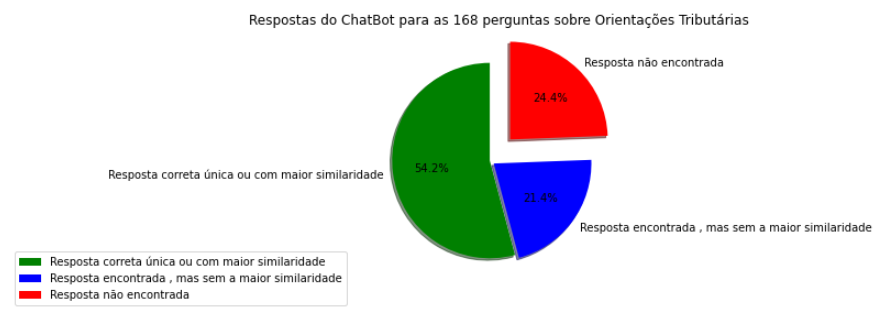 Respostas do ChatBot para as 168 perguntas sobre Orientações Tributárias
Resposta não encontrada
24.4%
54.2%
Resposta correta única ou com maior similaridade
21.4%
Resposta encontrada , mas sem a maior similaridade
Resposta correta única ou com maior similaridade
Resposta encontrada , mas sem a maior similaridade
Resposta não encontrada